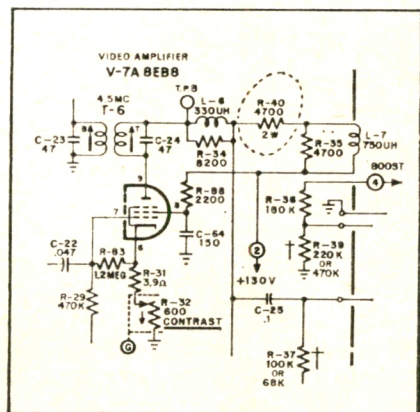 VIDEO AMPLIFIER
V-7A 8EB8
T.P.8
4.5MC
T-6
L-6
330UH
R-40
4700
2W
C-23
47
C-24
47
R-34
8200
R-35
4700
L-7
750UH
9
R-88
2200
BOOST
4
7
8
6
C-64
150
R-38
180K
C-22
.047
R-83
1.2MEG
R-31
3.9Ω
2
+130V
†
R-39
220K
OR
470K
R-29
470K
R-32
600
CONTRAST
G
C-25
.1
R-37
100K
OR
68K
†